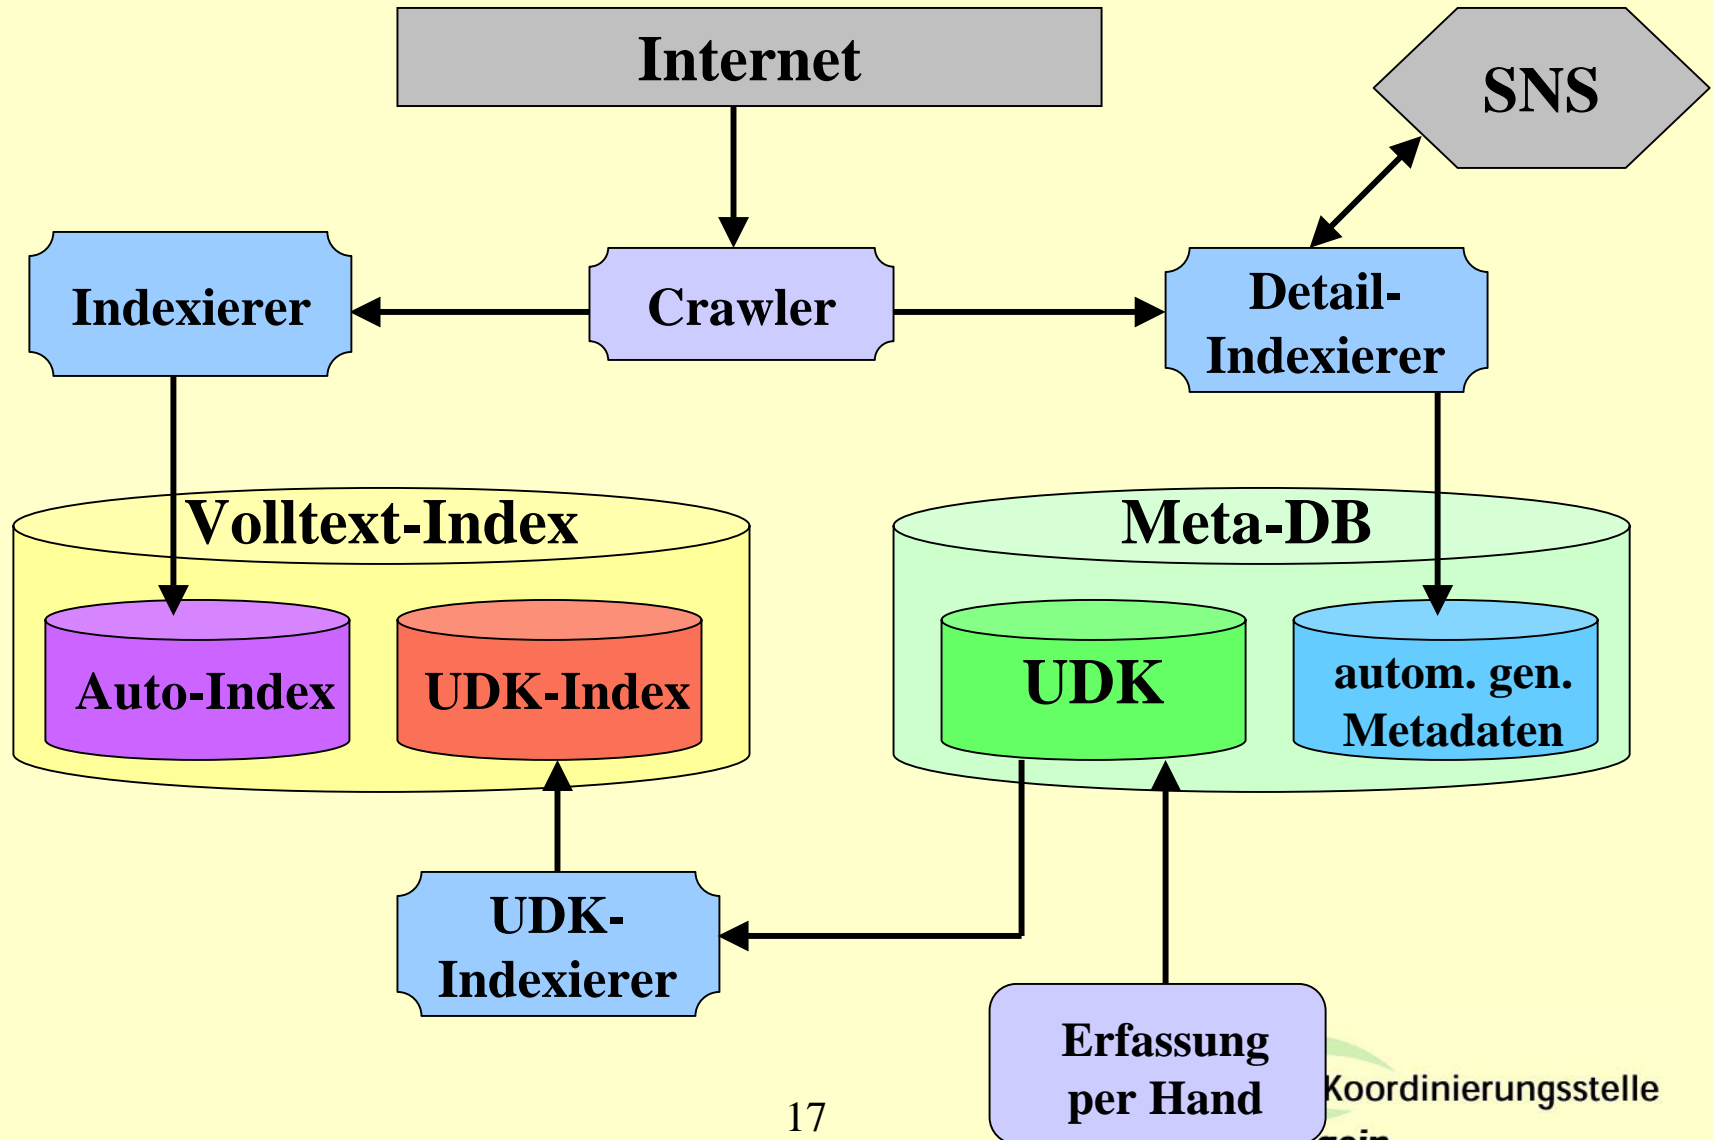 Internet
SNS
Indexierer
Crawler
Detail-
Indexierer
Volltext-Index
Meta-DB
Auto-Index
UDK-Index
UDK
autom. gen.
Metadaten
UDK-
Indexierer
Erfassung
per Hand
Koordinierungsstelle
17